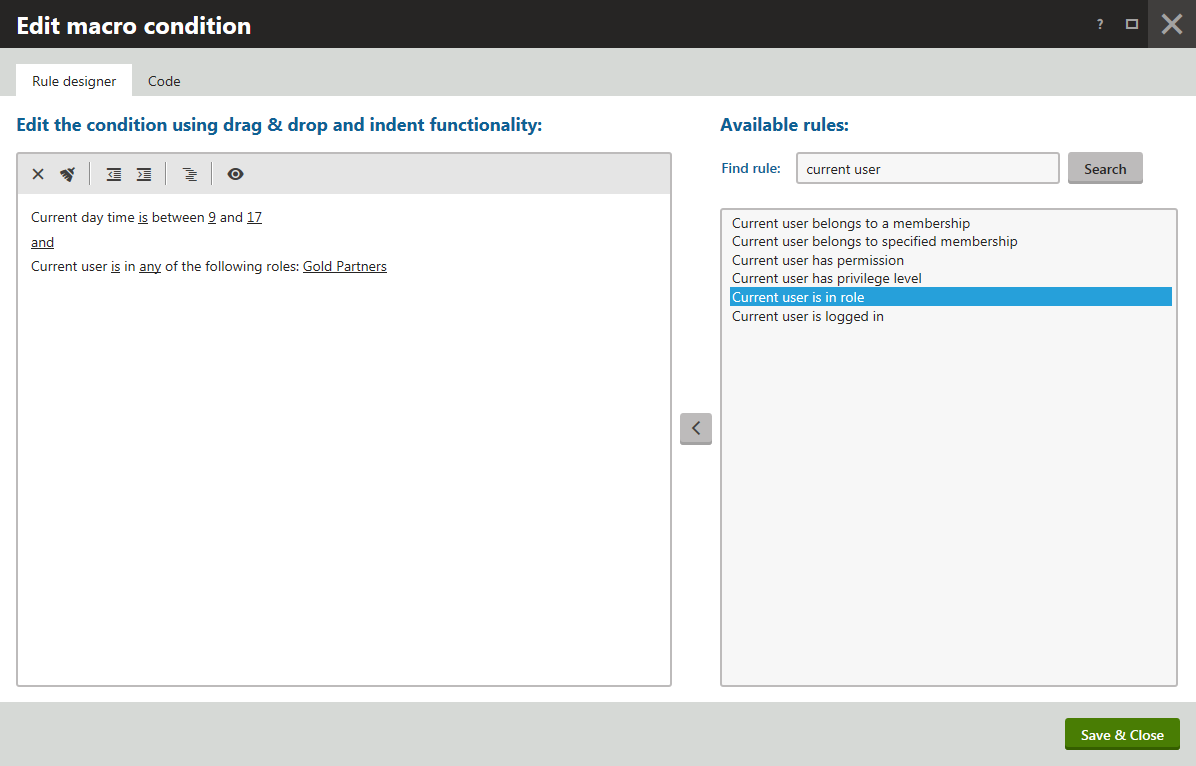 Edit macro condition
?
Rule designer
Code
Edit the condition using drag & drop and indent functionality:
Current day time is between 9 and 17
and
Current user is in any of the following roles: Gold Partners
Available rules:
Find rule:
current user
Search
Current user belongs to a membership
Current user belongs to specified membership
Current user has permission
Current user has privilege level
Current user is in role
Current user is logged in
Save & Close